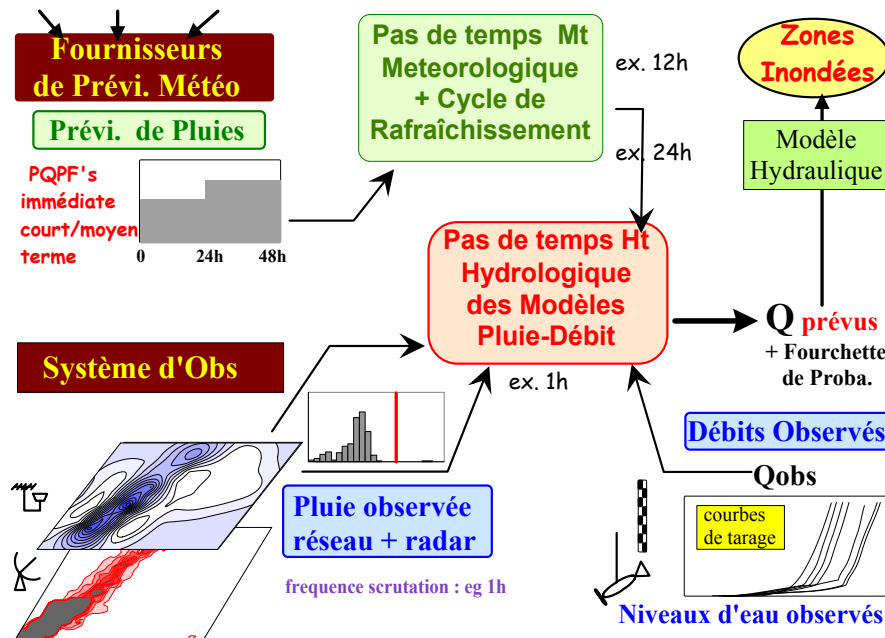 Fournisseurs
de Prévi. Météo
Prévi. de Pluies
PQPF's
immédiate
court/moyen
terme
0 24h 48h
Pas de temps Mt
Meteorologique
+ Cycle de
Rafraîchissement
ex. 12h
ex. 24h
Zones
Inondées
Modèle
Hydraulique
Pas de temps Ht
Hydrologique
des Modèles
Pluie-Débit
ex. 1h
Q prévus
+ Fourchette
de Proba.
Système d'Obs
Pluie observée
réseau + radar
frequence scrutation : eg 1h
Débits Observés
Qobs
courbes
de tarage
Niveaux d'eau observés